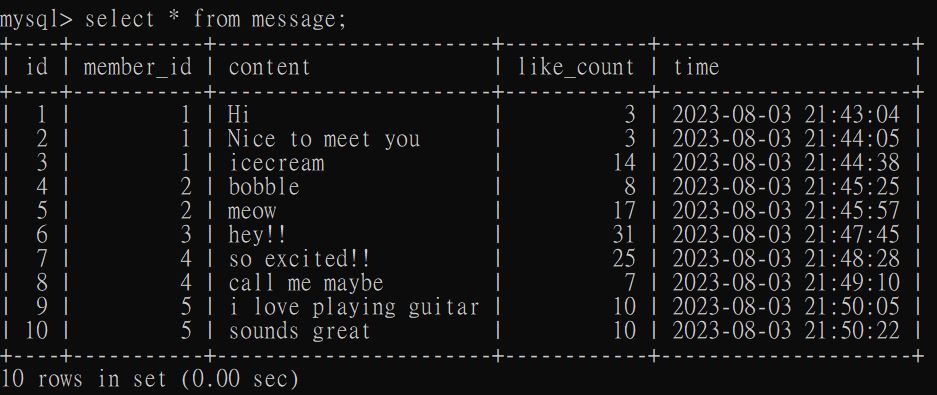 mysql> select * from message;
+----+-----------+----------------------+------------+---------------------+
| id | member_id | content              | like_count | time                |
+----+-----------+----------------------+------------+---------------------+
|  1 |         1 | Hi                   |          3 | 2023-08-03 21:43:04 |
|  2 |         1 | Nice to meet you     |          3 | 2023-08-03 21:44:05 |
|  3 |         1 | icecream             |         14 | 2023-08-03 21:44:38 |
|  4 |         2 | bobble               |          8 | 2023-08-03 21:45:25 |
|  5 |         2 | meow                 |         17 | 2023-08-03 21:45:57 |
|  6 |         3 | hey!!                |         31 | 2023-08-03 21:47:45 |
|  7 |         4 | so excited!!         |         25 | 2023-08-03 21:48:28 |
|  8 |         4 | call me maybe        |          7 | 2023-08-03 21:49:10 |
|  9 |         5 | i love playing guitar |         10 | 2023-08-03 21:50:05 |
| 10 |         5 | sounds great         |         10 | 2023-08-03 21:50:22 |
+----+-----------+----------------------+------------+---------------------+
10 rows in set (0.00 sec)